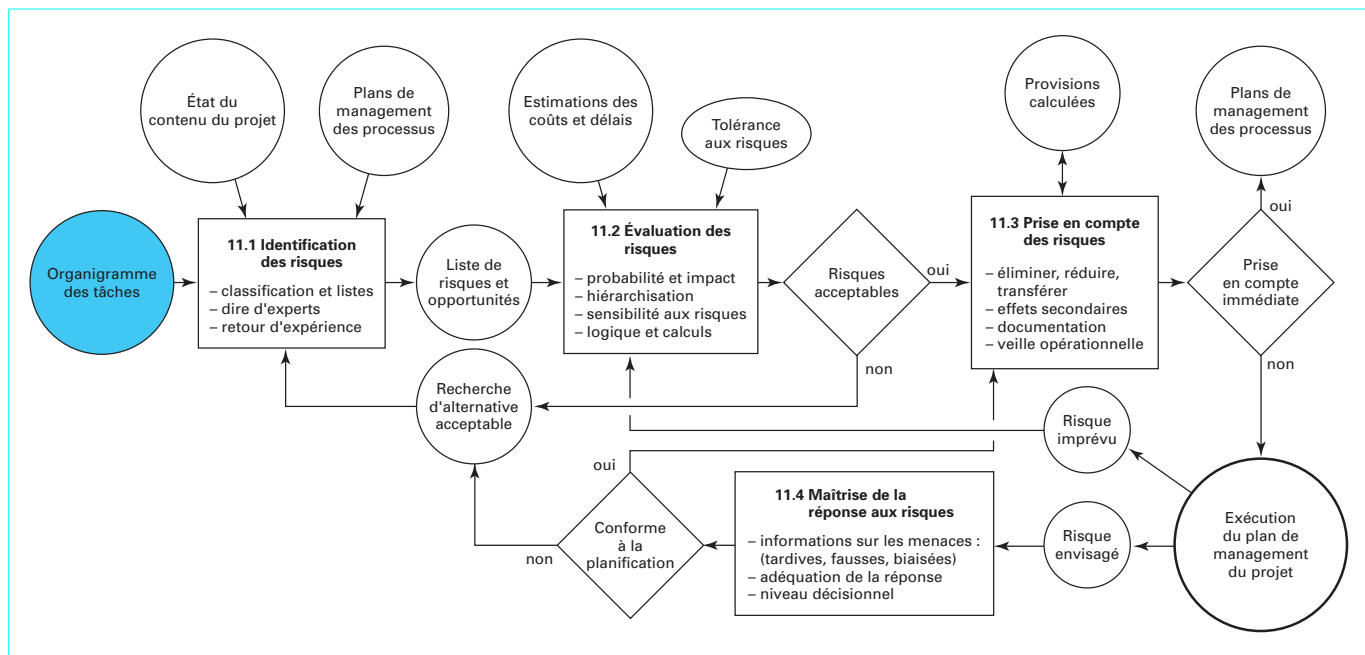 État du
contenu du projet
Plans de
management
des processus
Estimations des
coûts et délais
Tolérance
aux risques
Provisions
calculées
Plans de
management
des processus
oui
Organigramme
des tâches
11.1 Identification
des risques
– classification et listes
– dire d'experts
– retour d'expérience
Liste de
risques et
opportunités
11.2 Évaluation des
risques
– probabilité et impact
– hiérarchisation
– sensibilité aux risques
– logique et calculs
Risques
acceptables
oui
non
11.3 Prise en compte
des risques
– éliminer, réduire,
transférer
– effets secondaires
– documentation
– veille opérationnelle
Prise
en compte
immédiate
non
Recherche
d'alternative
acceptable
Risque
imprévu
oui
Conforme
à la
planification
non
11.4 Maîtrise de la
réponse aux risques
– informations sur les menaces :
(tardives, fausses, biaisées)
– adéquation de la réponse
– niveau décisionnel
Risque
envisagé
Exécution
du plan de
management
du projet